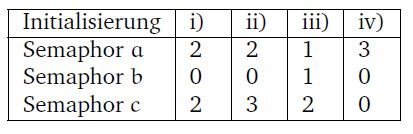 Initialisierung i) ii) iii) iv)
Semaphor a 2 2 1 3
Semaphor b 0 0 1 0
Semaphor c 2 3 2 0